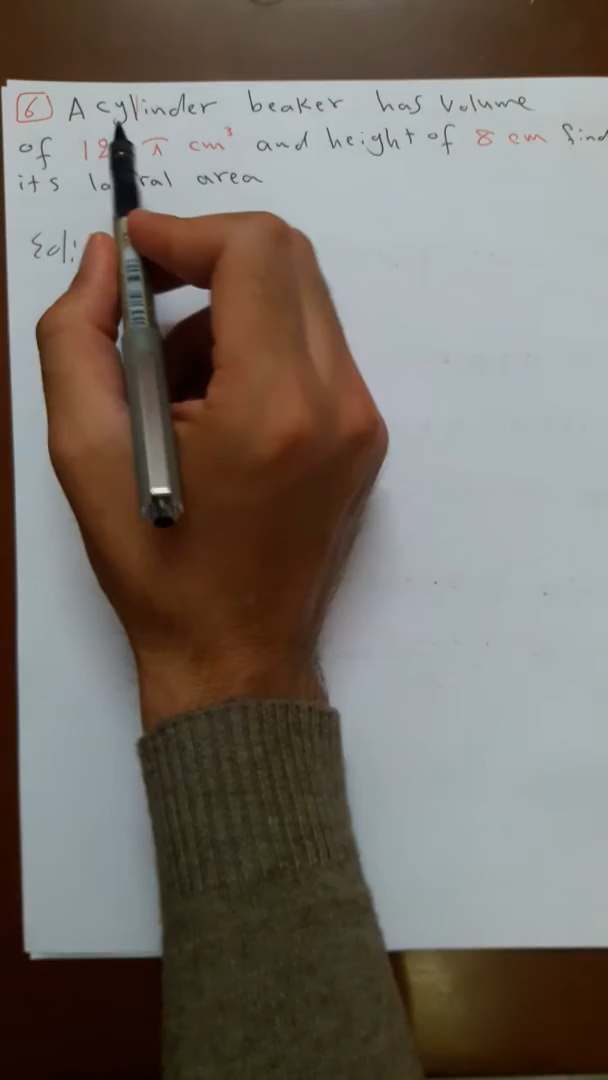 6 A cylinder beaker has volume
of π cm³ and height of 8 cm find
its area
Sol: